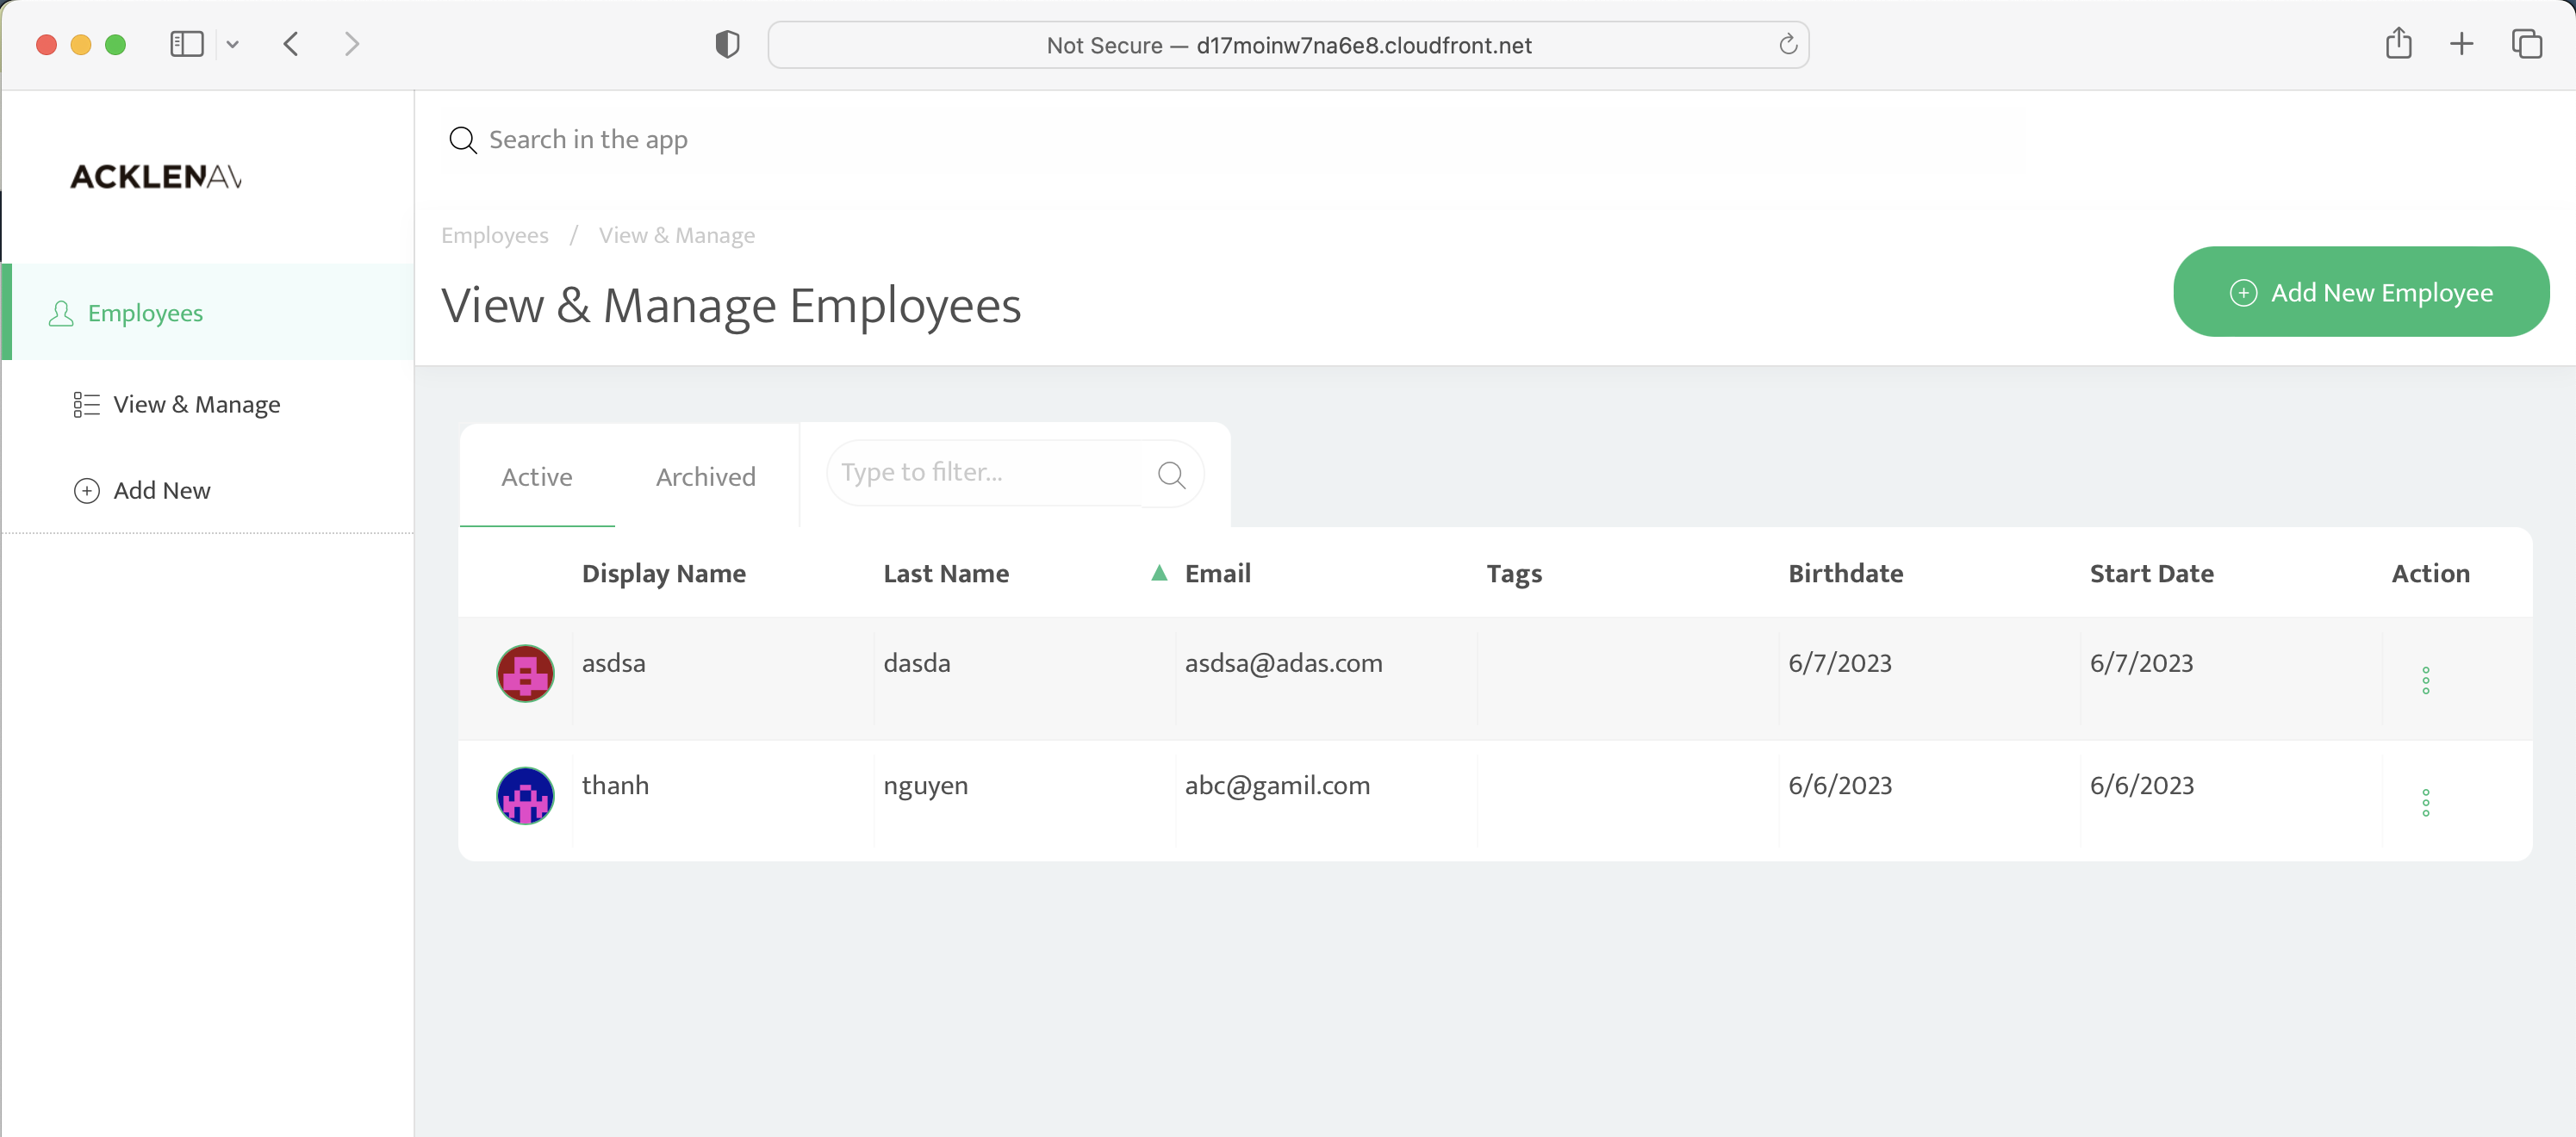 Not Secure — d17moinw7na6e8.cloudfront.net
Search in the app
ACKLENAV
Employees / View & Manage
View & Manage Employees
Add New Employee
Employees
View & Manage
Add New
Active Archived Type to filter...
Display Name Last Name ▲ Email Tags Birthdate Start Date Action
asdsa dasda asdsa@adas.com 6/7/2023 6/7/2023
thanh nguyen abc@gamil.com 6/6/2023 6/6/2023